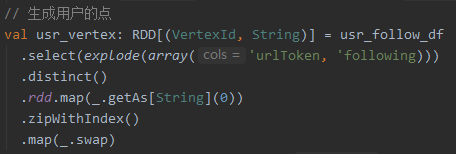 // 生成用户的点
val usr_vertex: RDD[(VertexId, String)] = usr_follow_df
.select(explode(array( cols = 'urlToken, 'following)))
.distinct()
.rdd.map(_.getAs[String](0))
.zipWithIndex()
.map(_.swap)